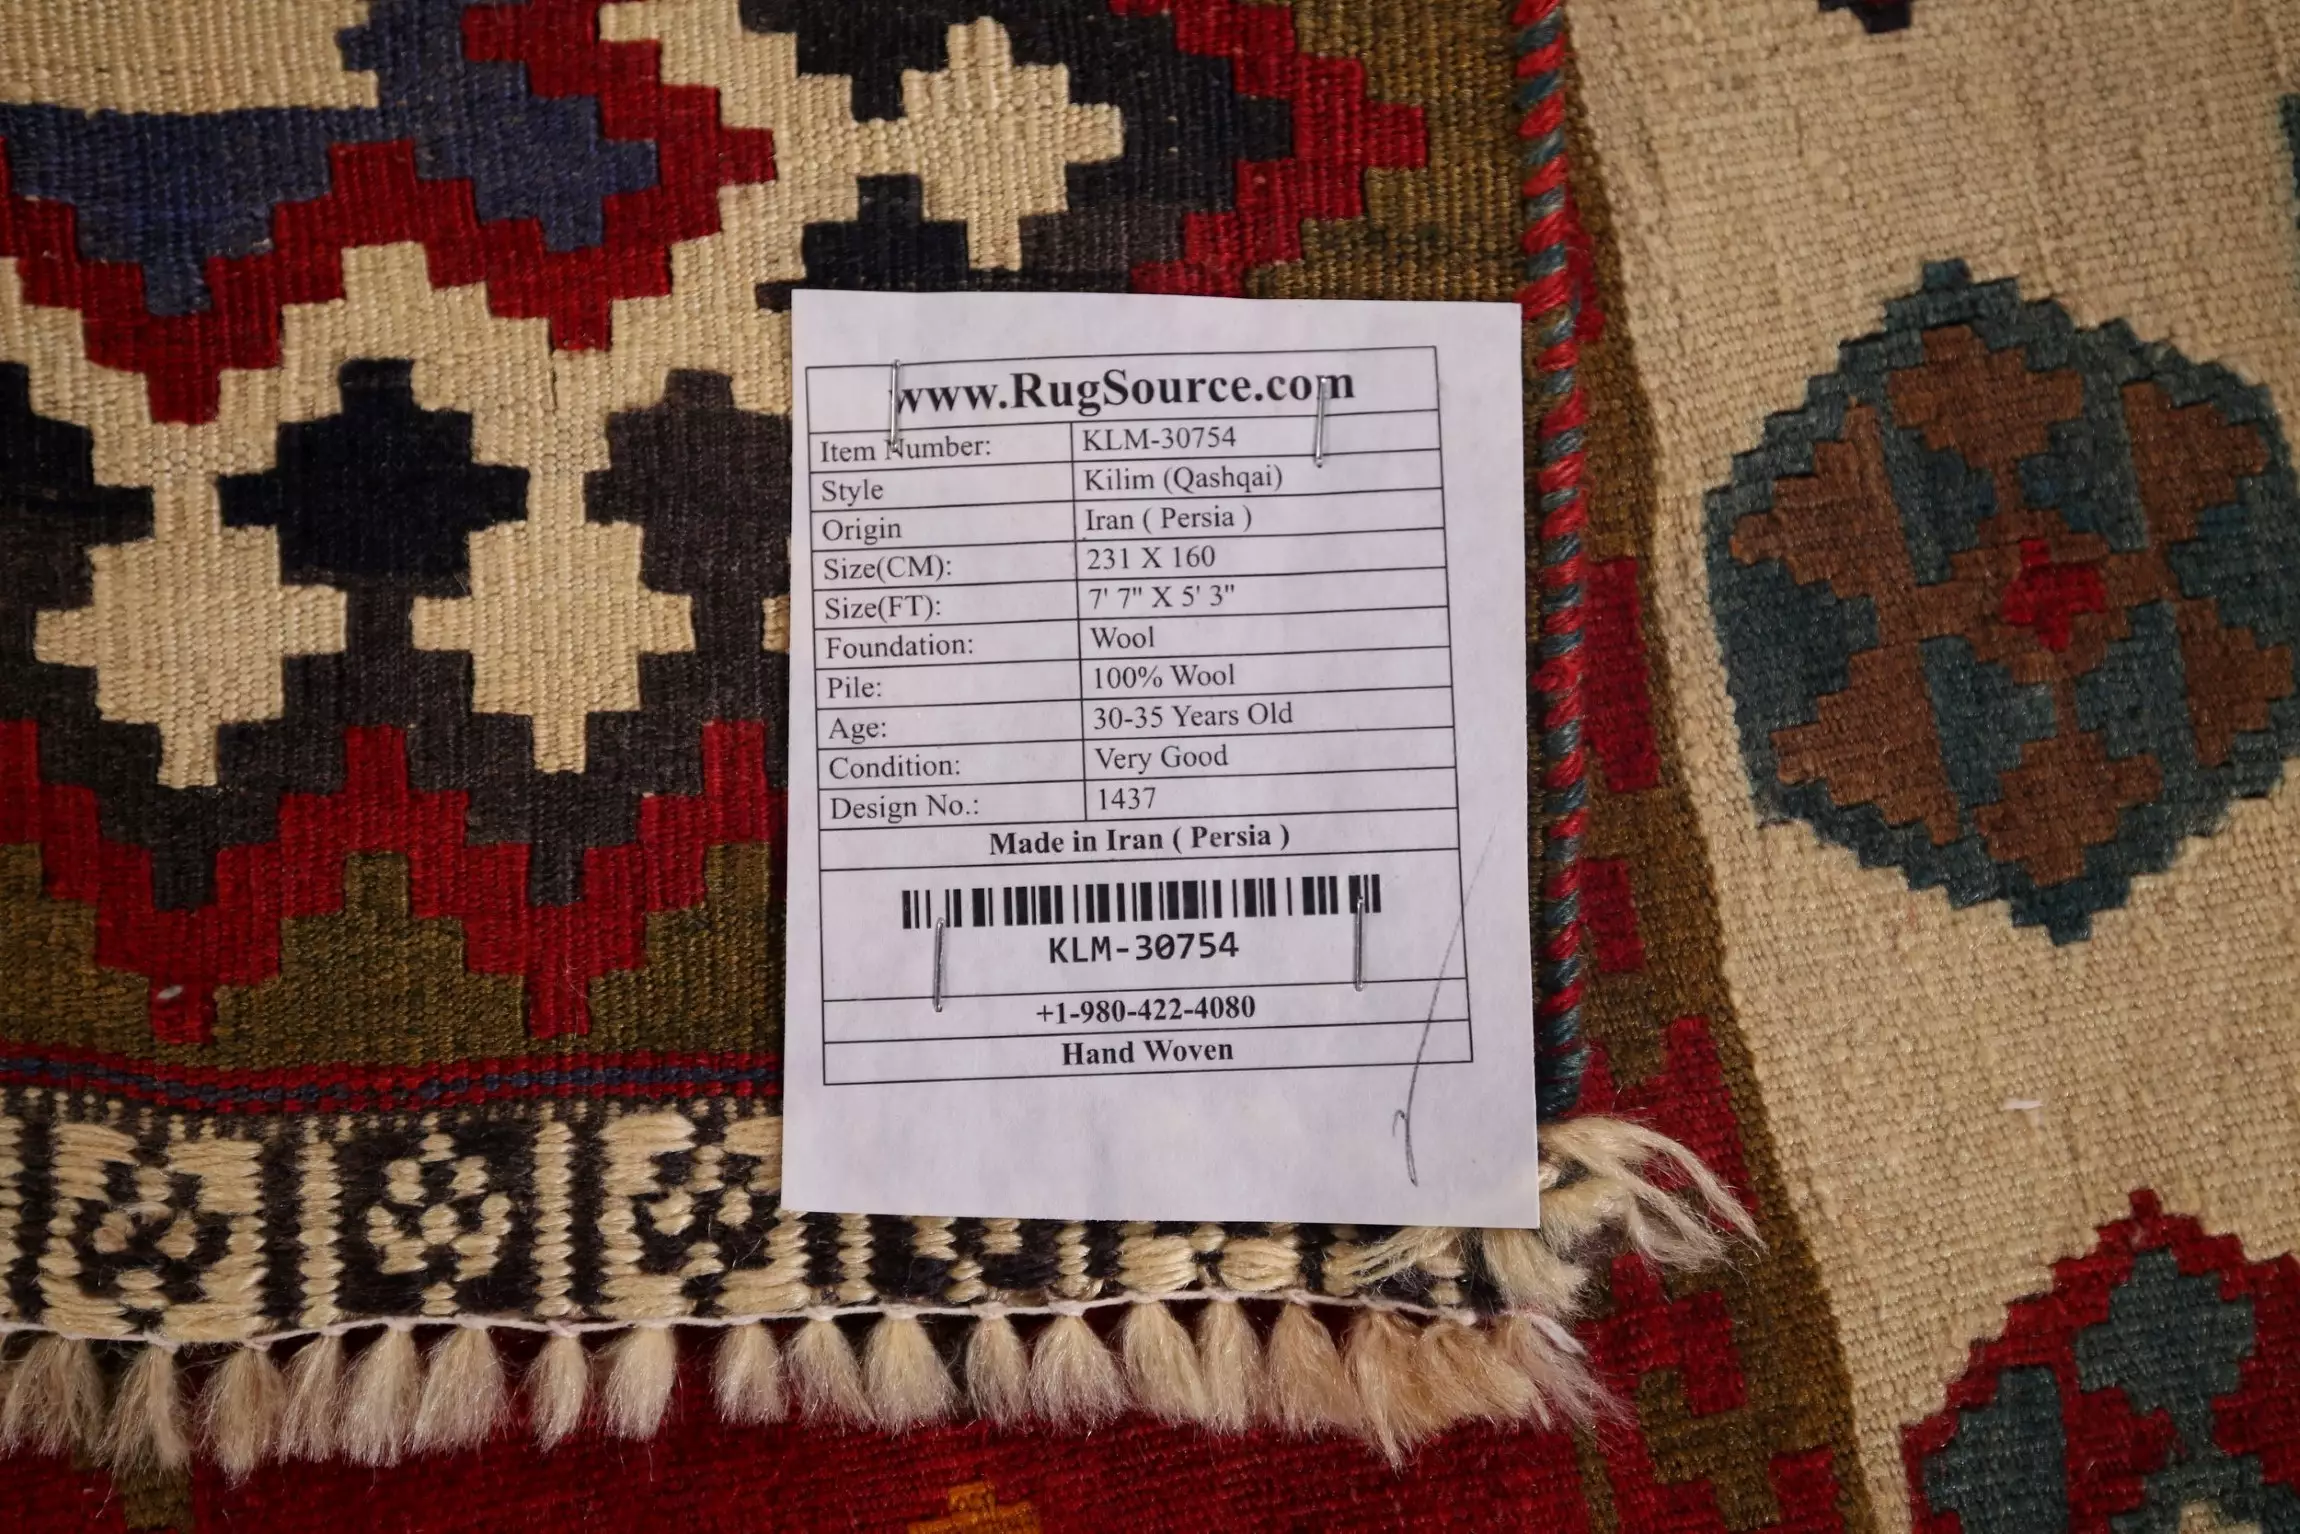 www.RugSource.com
Item Number: KLM-30754
Style Kilim (Qashqai)
Origin Iran ( Persia )
Size(CM): 231 X 160
Size(FT): 7' 7" X 5' 3"
Foundation: Wool
Pile: 100% Wool
Age: 30-35 Years Old
Condition: Very Good
Design No.: 1437
Made in Iran ( Persia )
KLM-30754
+1-980-422-4080
Hand Woven